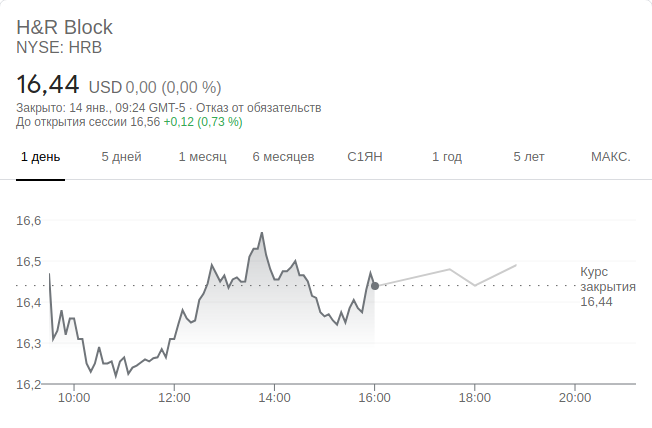 H&R Block
NYSE: HRB
16,44 USD 0,00 (0,00 %)
Закрыто: 14 янв., 09:24 GMT-5 · Отказ от обязательств
До открытия сессии 16,56 +0,12 (0,73 %)
1 день 5 дней 1 месяц 6 месяцев С1ЯН 1 год 5 лет МАКС.
16,6
16,5
Курс
закрытия
16,44
16,4
16,3
16,2
10:00 12:00 14:00 16:00 18:00 20:00